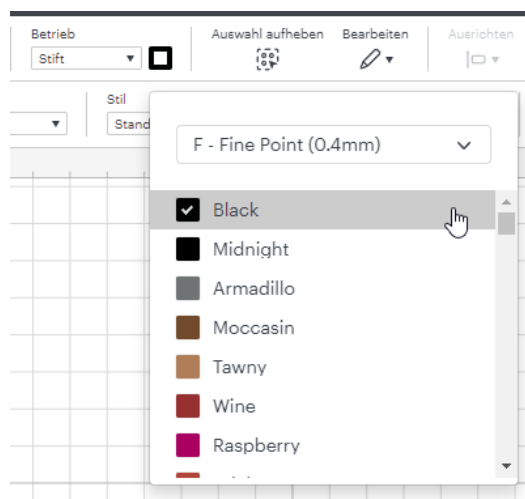 Betrieb
Auswahl aufheben
Bearbeiten
Ausrichten
Stift
Stil
Stand
F - Fine Point (0.4mm)
Black
Midnight
Armadillo
Moccasin
Tawny
Wine
Raspberry